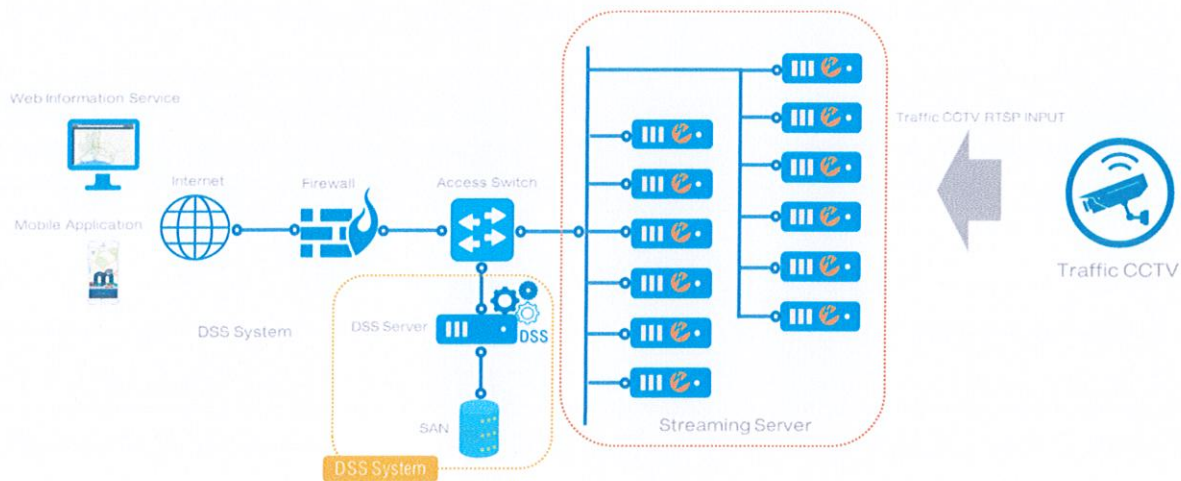 Web Information Service
Internet
Firewall
Access Switch
Mobile Application
DSS System
DSS Server
DSS
SAN
DSS System
Streaming Server
Traffic CCTV RTSP INPUT
Traffic CCTV